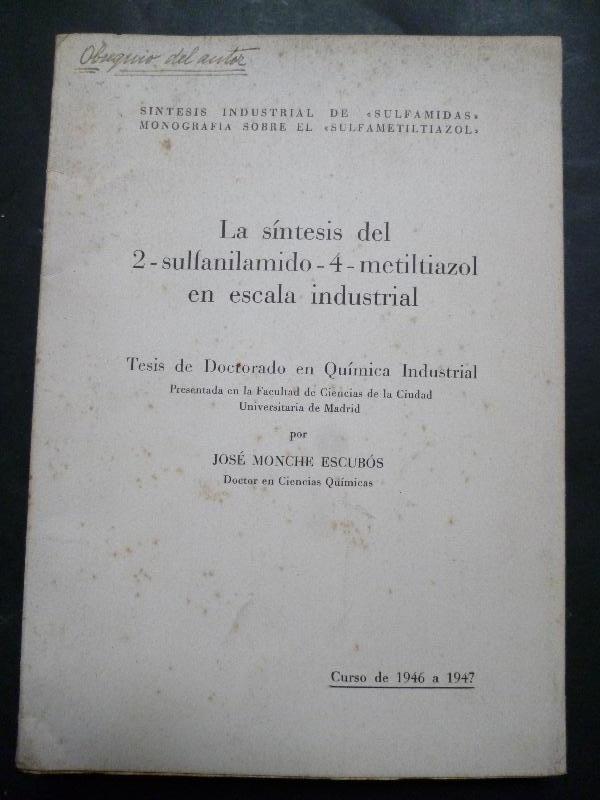 Obsequio del autor
SINTESIS INDUSTRIAL DE «SULFAMIDAS»
MONOGRAFIA SOBRE EL «SULFAMETILTIAZOL»
La síntesis del
2-sulfanilamido-4-metiltiazol
en escala industrial
Tesis de Doctorado en Química Industrial
Presentada en la Facultad de Ciencias de la Ciudad
Universitaria de Madrid
por
JOSÉ MONCHE ESCUBÓS
Doctor en Ciencias Químicas
Curso de 1946 a 1947